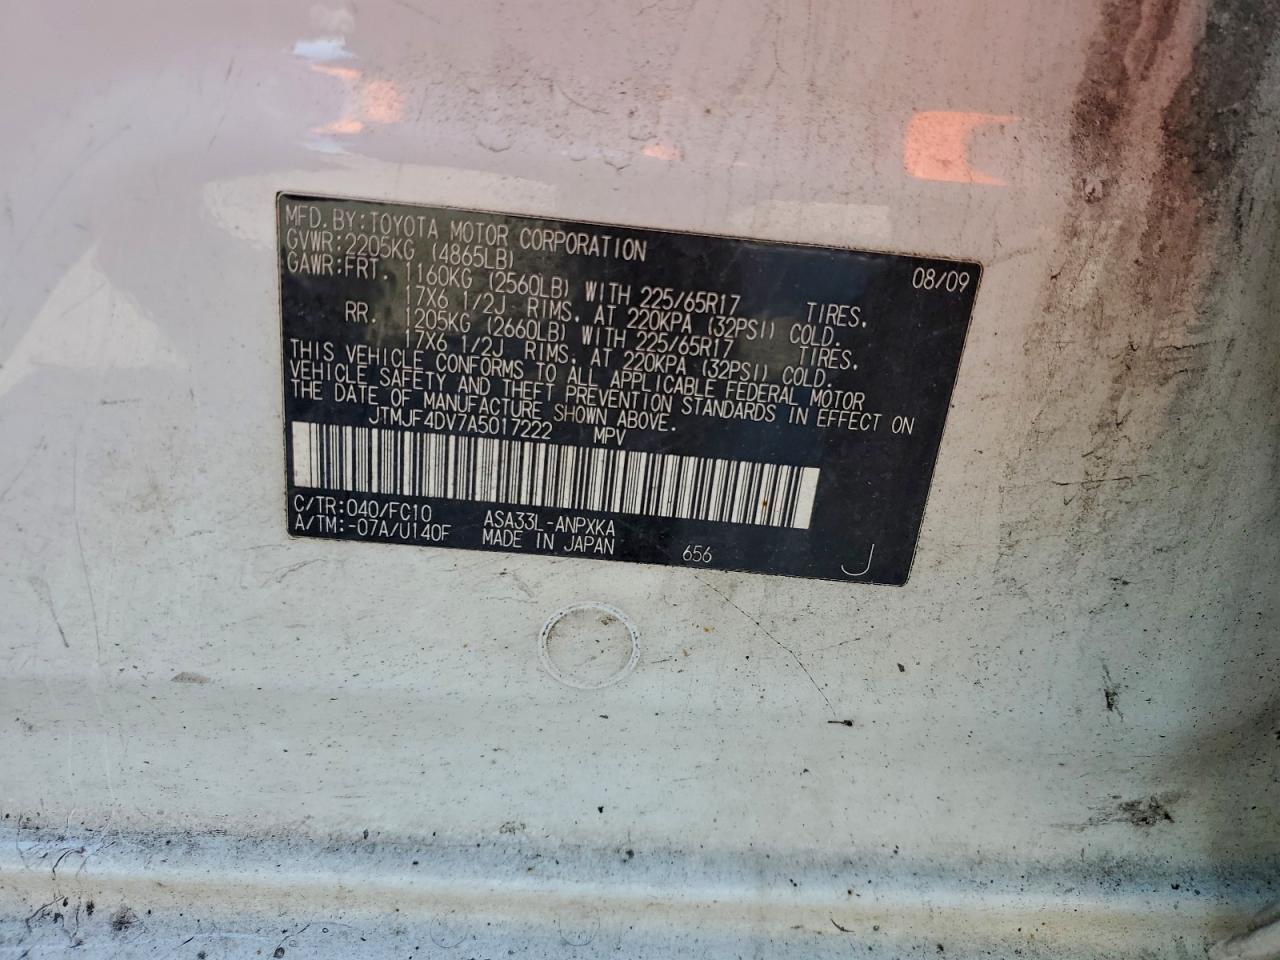 MFD. BY: TOYOTA MOTOR CORPORATION 08/09
GVWR: 2205KG (4865LB)
GAWR: FRT. 1160KG (2560LB) WITH 225/65R17 TIRES,
17X6 1/2J RIMS, AT 220KPA (32PSI) COLD.
RR. 1205KG (2660LB) WITH 225/65R17 TIRES,
17X6 1/2J RIMS, AT 220KPA (32PSI) COLD.
THIS VEHICLE CONFORMS TO ALL APPLICABLE FEDERAL MOTOR
VEHICLE SAFETY AND THEFT PREVENTION STANDARDS IN EFFECT ON
THE DATE OF MANUFACTURE SHOWN ABOVE.
JTMJF4DV7A5017222 MPV
C/TR: 040/FC10 ASA33L-ANPXKA
A/TM: -07A/U140F MADE IN JAPAN 656 J